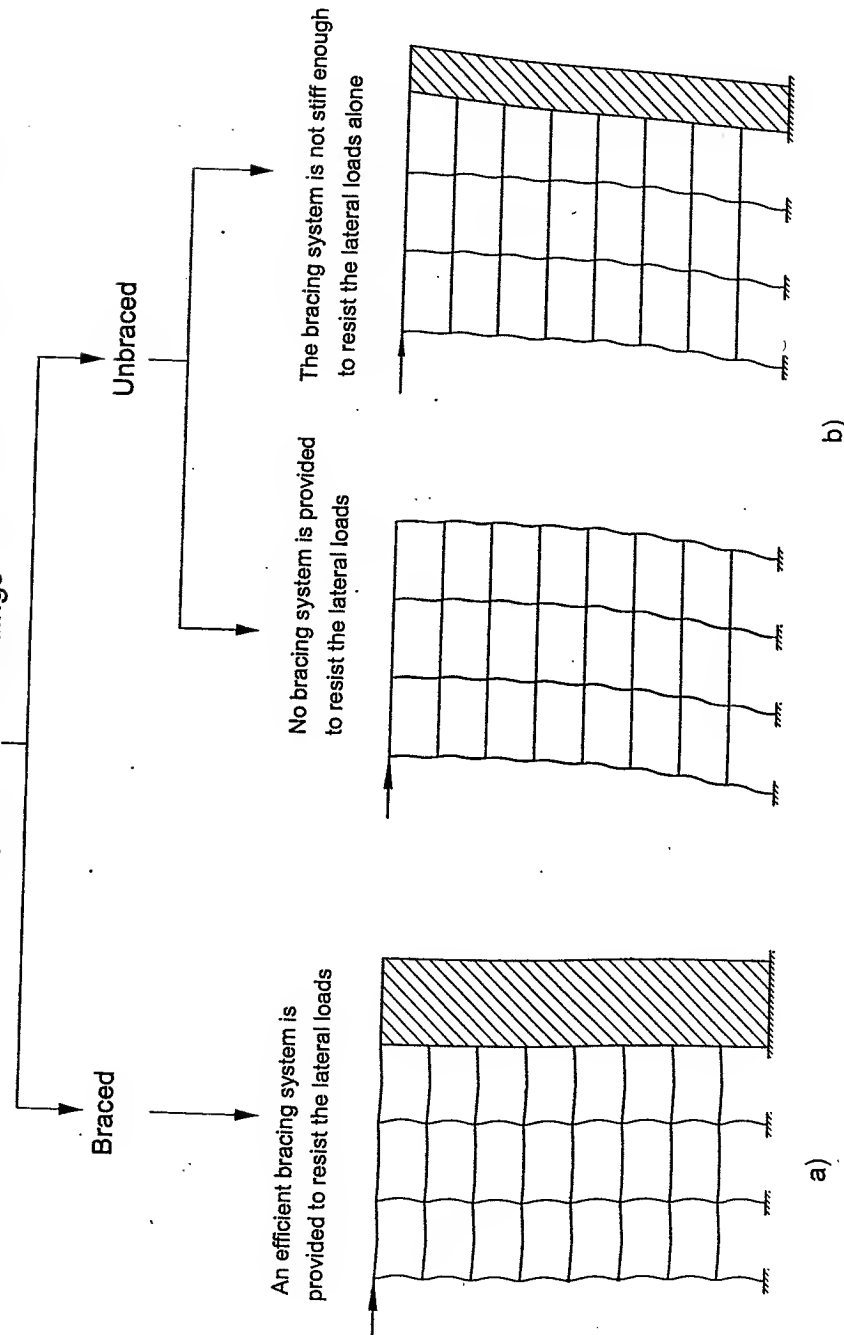 Braced
Unbraced
An efficient bracing system is
provided to resist the lateral loads
No bracing system is provided
to resist the lateral loads
The bracing system is not stiff enough
to resist the lateral loads alone
a)
b)